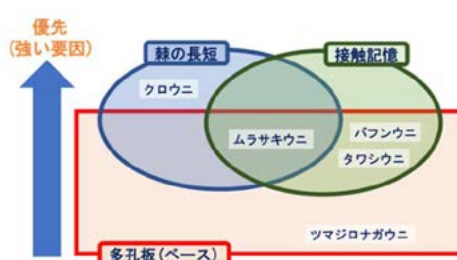 優先
(強い要因)
棘の長短
接触記憶
クロウニ
ムラサキウニ
バフンウニ
タワシウニ
ツマジロナガウニ
多孔板(ベース)